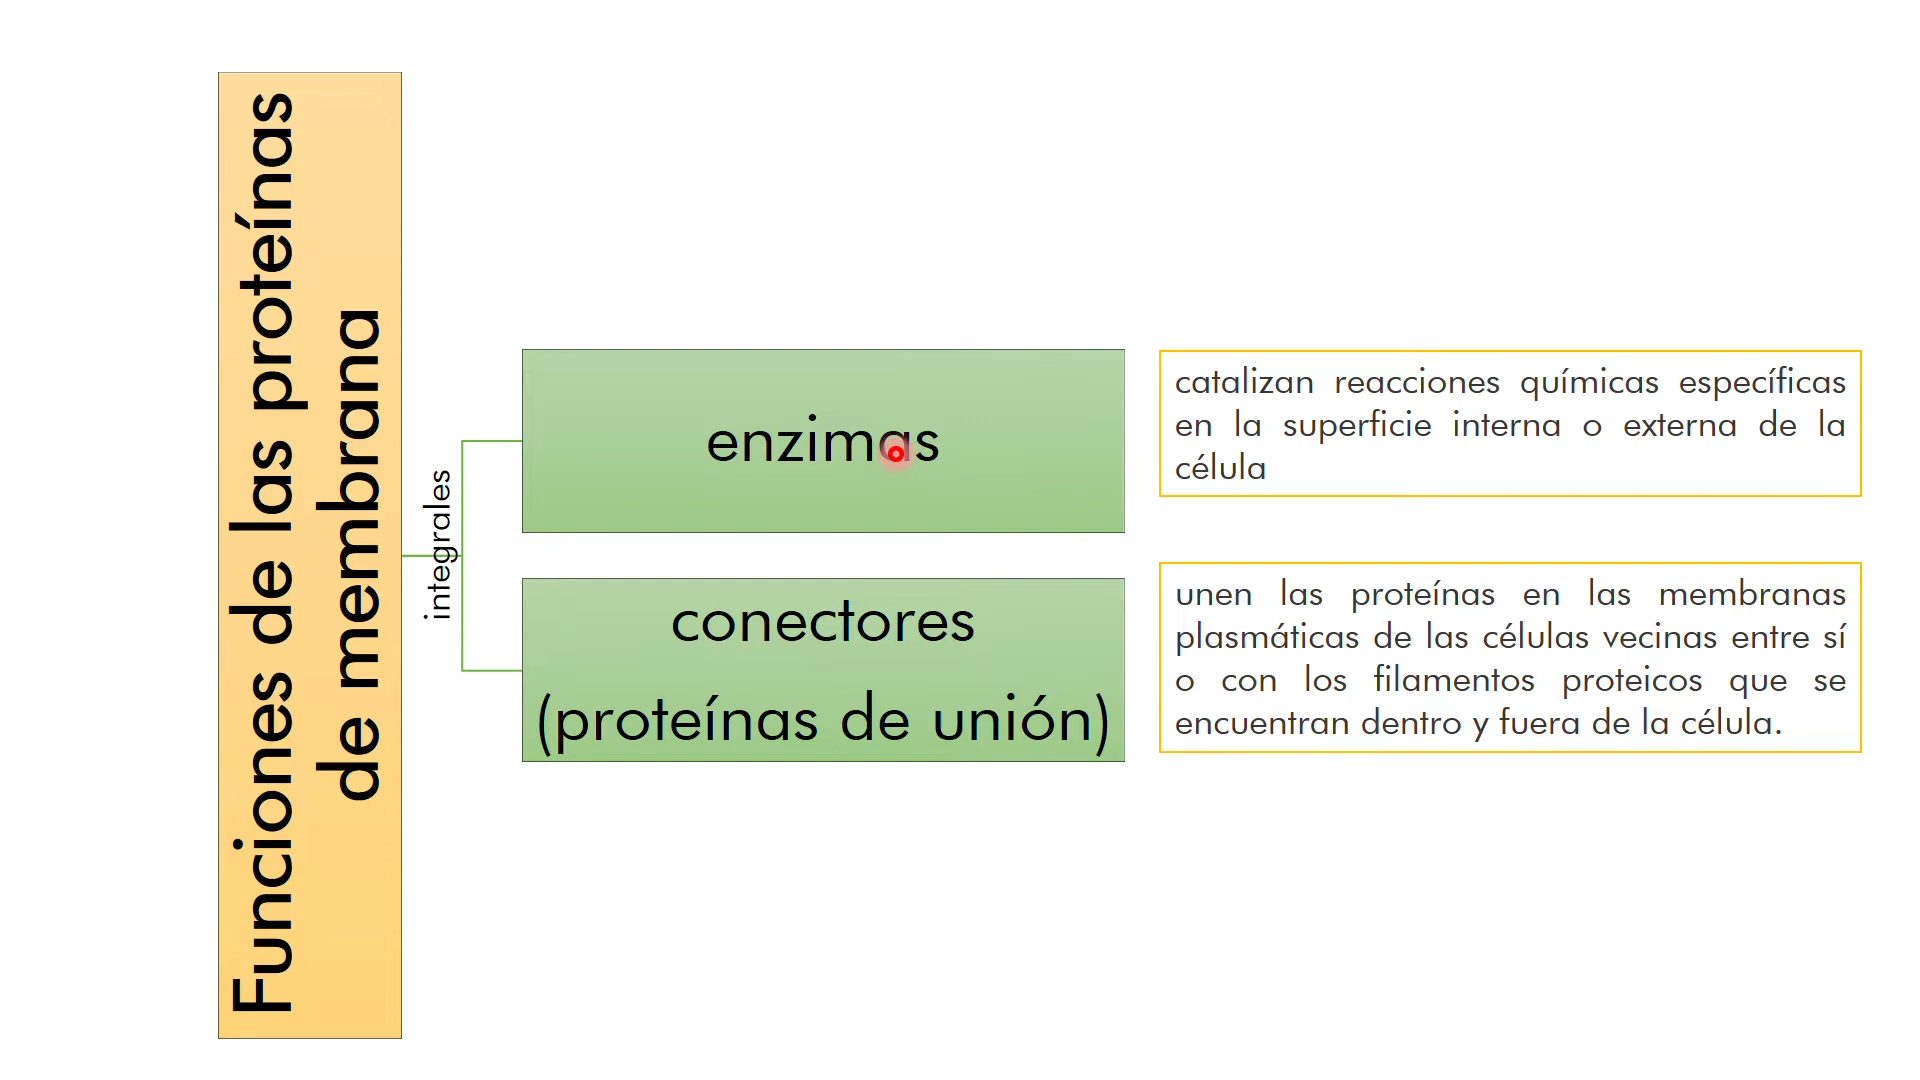 Funciones de las proteínas
de membrana
integrales
enzimas
catalizan reacciones químicas específicas
en la superficie interna o externa de la
célula
conectores
(proteínas de unión)
unen las proteínas en las membranas
plasmáticas de las células vecinas entre sí
o con los filamentos proteicos que se
encuentran dentro y fuera de la célula.